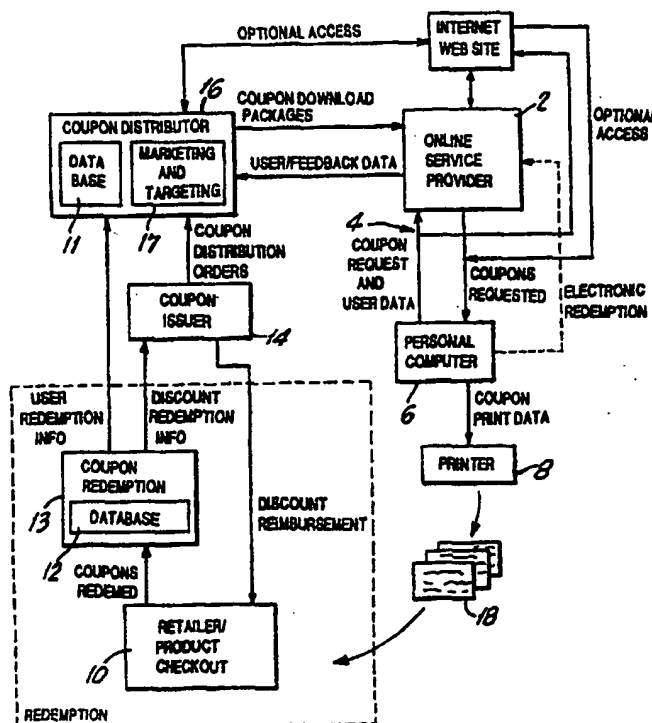 OPTIONAL ACCESS
INTERNET
WEB SITE
16
COUPON DISTRIBUTOR
DATA
BASE
11
MARKETING
AND
TARGETING
17
COUPON DOWNLOAD
PACKAGES
USER/FEEDBACK DATA
2
ONLINE
SERVICE
PROVIDER
OPTIONAL
ACCESS
COUPON
DISTRIBUTION
ORDERS
4
COUPON
REQUEST
AND
USER DATA
COUPONS
REQUESTED
ELECTRONIC
REDEMPTION
COUPON
ISSUER
14
PERSONAL
COMPUTER
6
COUPON
PRINT DATA
PRINTER
8
18
USER
REDEMPTION
INFO
DISCOUNT
REDEMPTION
INFO
COUPON
REDEMPTION
13
DATABASE
12
DISCOUNT
REIMBURSEMENT
COUPONS
REDEMED
RETAILER/
PRODUCT
CHECKOUT
10
REDEMPTION